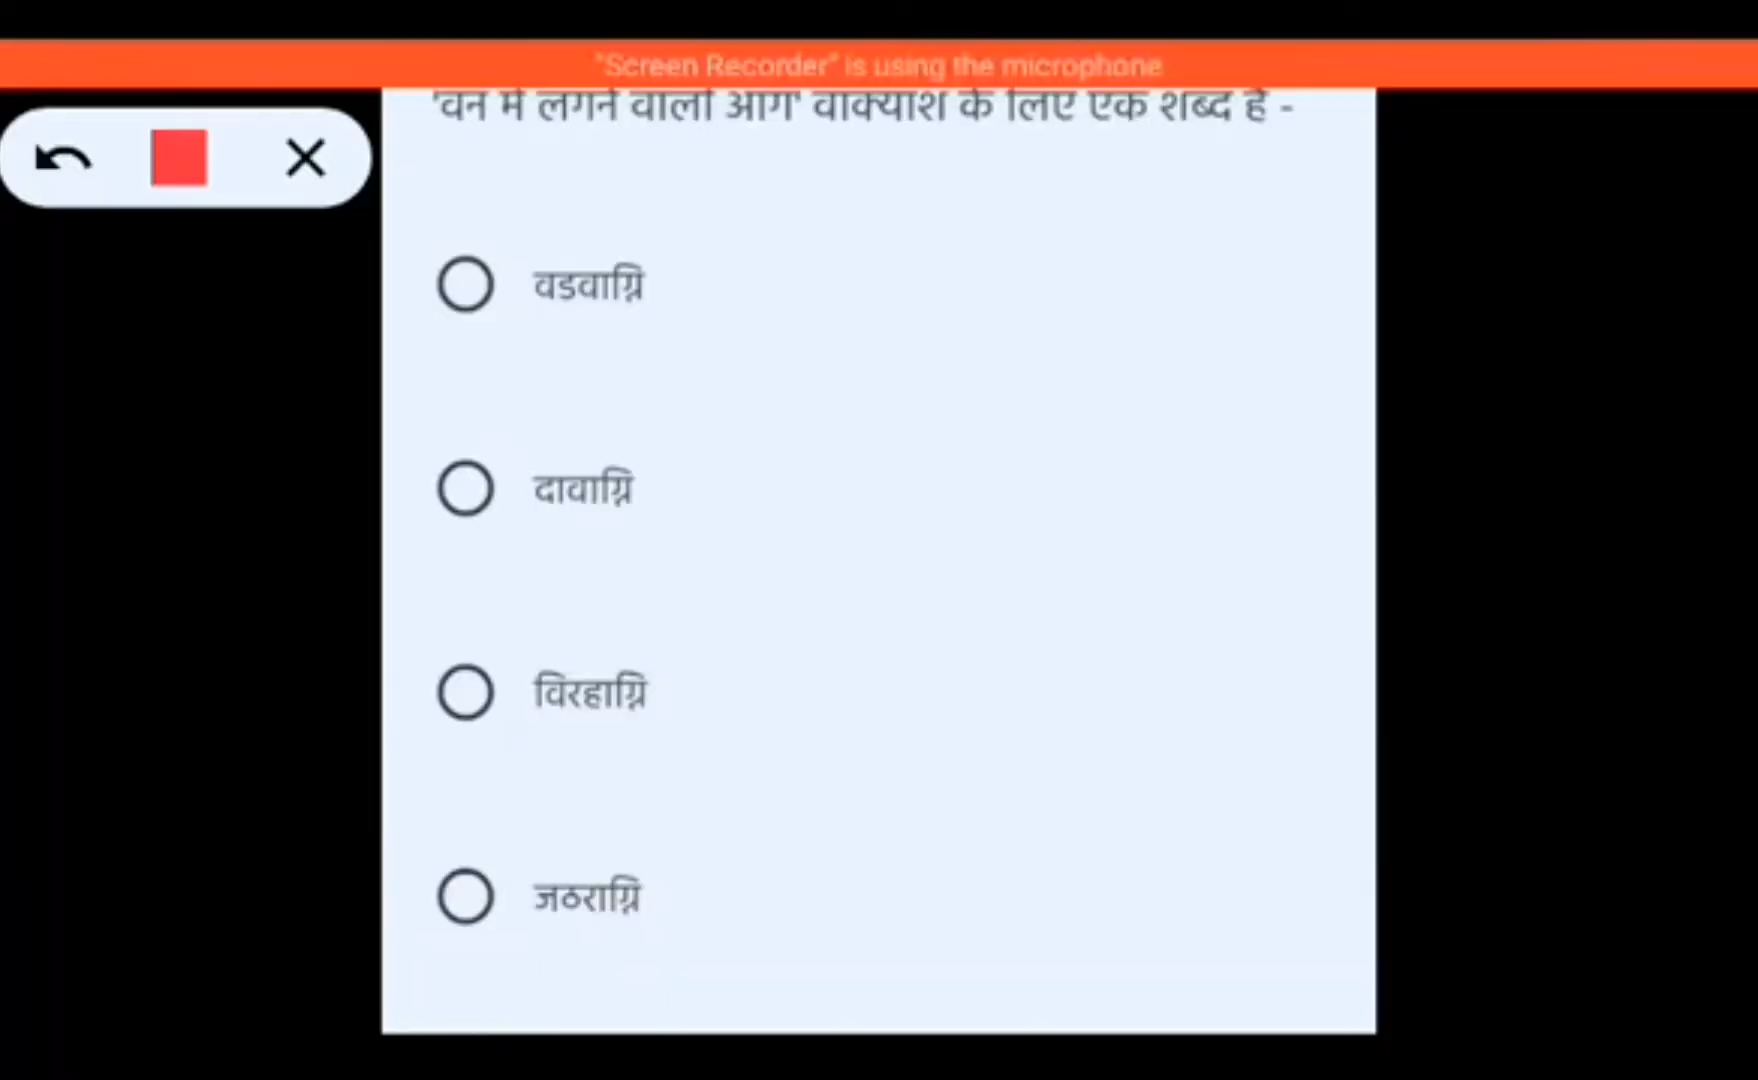 "Screen Recorder" is using the microphone
'वन में लगने वाली आग' वाक्यांश के लिए एक शब्द है -
वडवाग्नि
दावाग्नि
विरहाग्नि
जठराग्नि